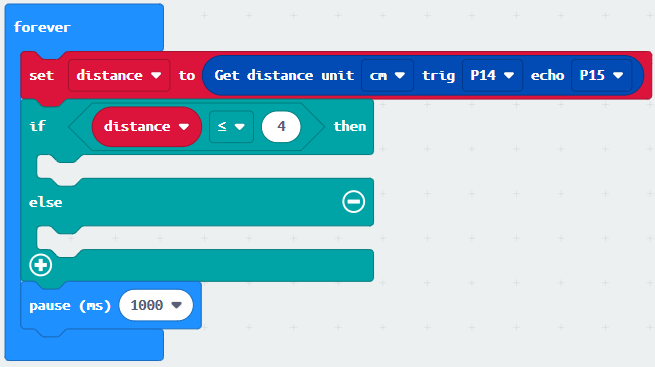 forever
set distance to Get distance unit cm trig P14 echo P15
if distance ≤ 4 then
else
pause (ms) 1000